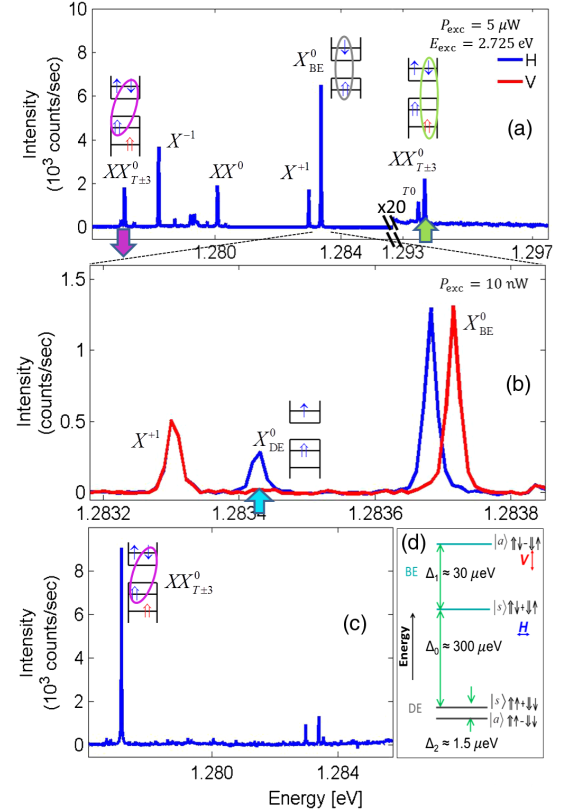 P_exc = 5 μW
E_exc = 2.725 eV
H
V
(a)
Intensity
(10³ counts/sec)
10
8
6
4
2
0
XX⁰_T±3
X⁻¹
XX⁰
X⁺¹
X⁰_BE
XX⁰_T±3
T0
x20
1.280
1.284
1.293
1.297
P_exc = 10 nW
(b)
Intensity
(counts/sec)
1.5
1
0.5
0
X⁺¹
X⁰_DE
X⁰_BE
1.2832
1.2834
1.2836
1.2838
(c)
Intensity
(10³ counts/sec)
8
6
4
2
0
XX⁰_T±3
1.280
1.284
Energy [eV]
(d)
|a⟩ ⇑↓−⇓↑
BE
V
Δ₁ ≈ 30 μeV
|s⟩ ⇑↓+⇓↑
H
Energy
Δ₀ ≈ 300 μeV
|s⟩ ⇑↑+⇓↓
DE
|a⟩ ⇑↑−⇓↓
Δ₂ ≈ 1.5 μeV